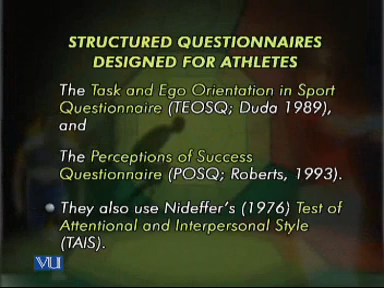 STRUCTURED QUESTIONNAIRES
DESIGNED FOR ATHLETES
The Task and Ego Orientation in Sport
Questionnaire (TEOSQ; Duda 1989),
and
The Perceptions of Success
Questionnaire (POSQ; Roberts, 1993).
They also use Nideffer's (1976) Test of
Attentional and Interpersonal Style
(TAIS).
VU